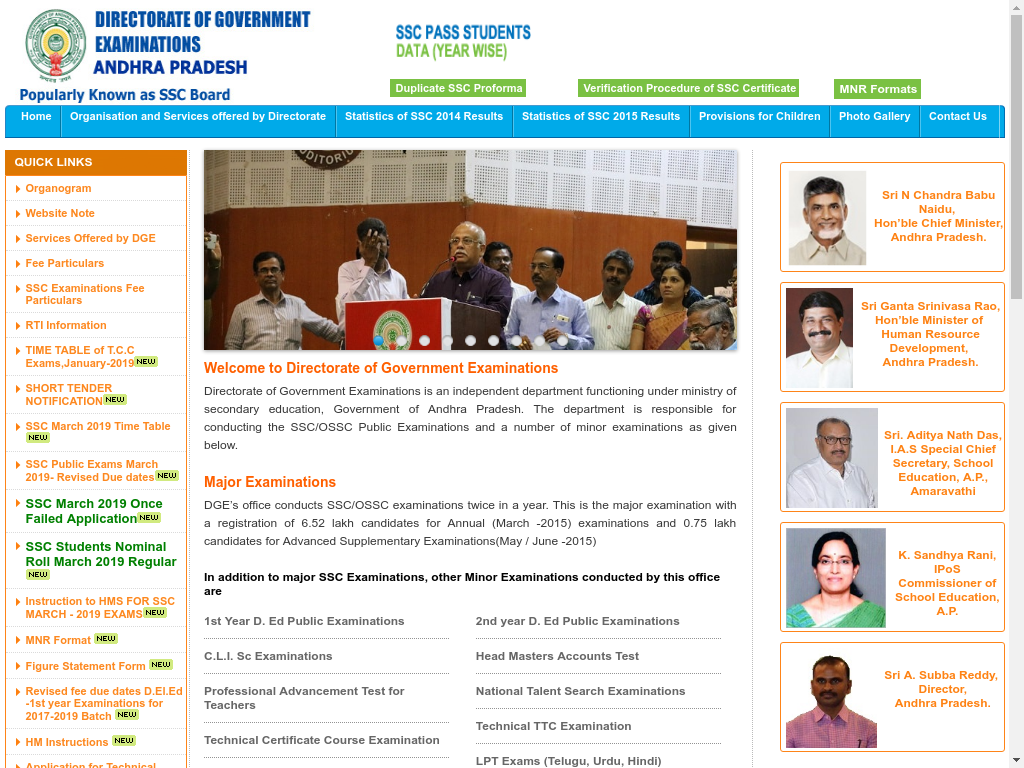 DIRECTORATE OF GOVERNMENT
EXAMINATIONS
ANDHRA PRADESH
Popularly Known as SSC Board
SSC PASS STUDENTS
DATA (YEAR WISE)
Duplicate SSC Proforma
Verification Procedure of SSC Certificate
MNR Formats
Home
Organisation and Services offered by Directorate
Statistics of SSC 2014 Results
Statistics of SSC 2015 Results
Provisions for Children
Photo Gallery
Contact Us
QUICK LINKS
Organogram
Website Note
Services Offered by DGE
Fee Particulars
SSC Examinations Fee
Particulars
RTI Information
TIME TABLE of T.C.C
Exams,January-2019 NEW
SHORT TENDER
NOTIFICATION NEW
SSC March 2019 Time Table
NEW
SSC Public Exams March
2019- Revised Due dates NEW
SSC March 2019 Once
Failed Application NEW
SSC Students Nominal
Roll March 2019 Regular
NEW
Instruction to HMS FOR SSC
MARCH - 2019 EXAMS NEW
MNR Format NEW
Figure Statement Form NEW
Revised fee due dates D.El.Ed
-1st year Examinations for
2017-2019 Batch NEW
HM Instructions NEW
Application for Technical
AUDITORIUM
Welcome to Directorate of Government Examinations
Directorate of Government Examinations is an independent department functioning under ministry of
secondary education, Government of Andhra Pradesh. The department is responsible for
conducting the SSC/OSSC Public Examinations and a number of minor examinations as given
below.
Major Examinations
DGE's office conducts SSC/OSSC examinations twice in a year. This is the major examination with
a registration of 6.52 lakh candidates for Annual (March -2015) examinations and 0.75 lakh
candidates for Advanced Supplementary Examinations(May / June -2015)
In addition to major SSC Examinations, other Minor Examinations conducted by this office
are
1st Year D. Ed Public Examinations
2nd year D. Ed Public Examinations
C.L.I. Sc Examinations
Head Masters Accounts Test
Professional Advancement Test for
Teachers
National Talent Search Examinations
Technical TTC Examination
Technical Certificate Course Examination
LPT Exams (Telugu, Urdu, Hindi)
Sri N Chandra Babu
Naidu,
Hon'ble Chief Minister,
Andhra Pradesh.
Sri Ganta Srinivasa Rao,
Hon'ble Minister of
Human Resource
Development,
Andhra Pradesh.
Sri. Aditya Nath Das,
I.A.S Special Chief
Secretary, School
Education, A.P.,
Amaravathi
K. Sandhya Rani,
IPoS
Commissioner of
School Education,
A.P.
Sri A. Subba Reddy,
Director,
Andhra Pradesh.